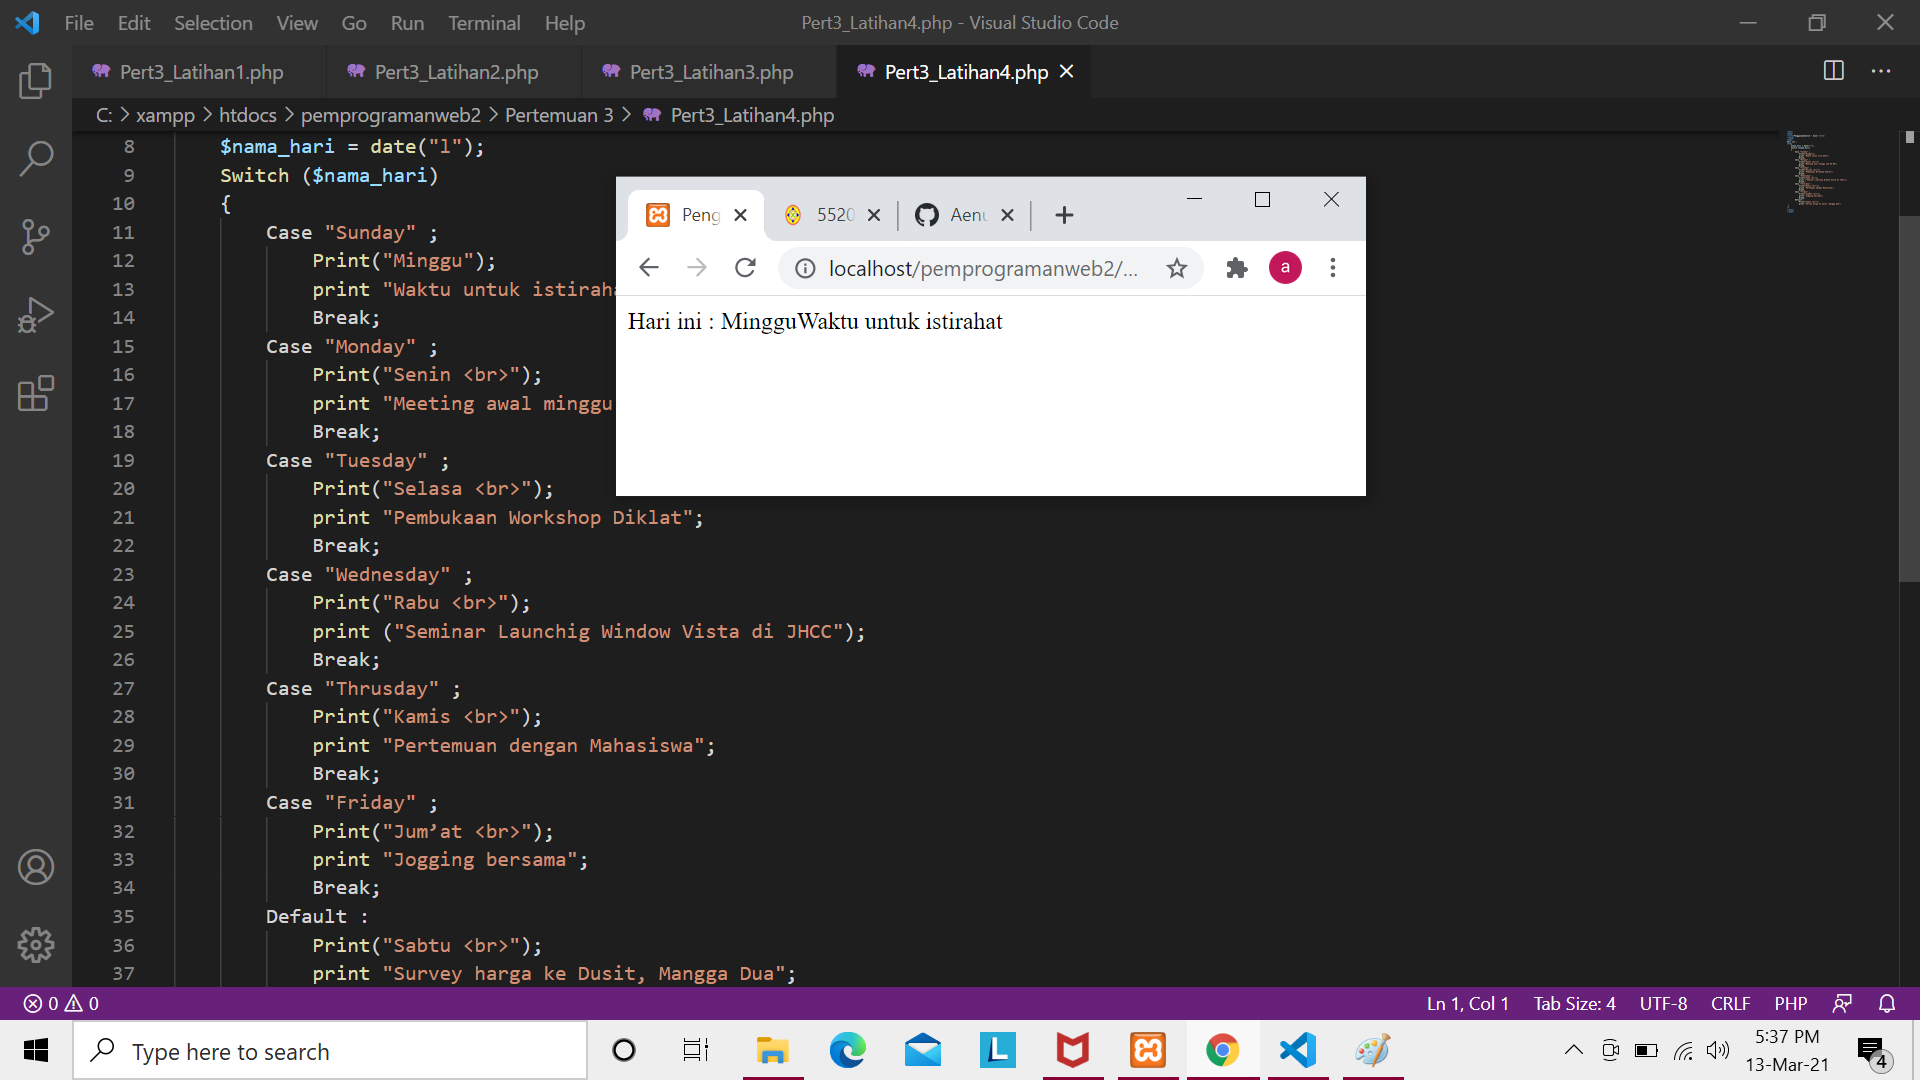 File Edit Selection View Go Run Terminal Help
Pert3_Latihan4.php - Visual Studio Code
Pert3_Latihan1.php
Pert3_Latihan2.php
Pert3_Latihan3.php
Pert3_Latihan4.php
C: > xampp > htdocs > pemprogramanweb2 > Pertemuan 3 > Pert3_Latihan4.php
8 $nama_hari = date("l");
9 Switch ($nama_hari)
10 {
11 Case "Sunday" ;
12 Print("Minggu");
13 print "Waktu untuk istiraha
14 Break;
15 Case "Monday" ;
16 Print("Senin <br>");
17 print "Meeting awal minggu
18 Break;
19 Case "Tuesday" ;
20 Print("Selasa <br>");
21 print "Pembukaan Workshop Diklat";
22 Break;
23 Case "Wednesday" ;
24 Print("Rabu <br>");
25 print ("Seminar Launchig Window Vista di JHCC");
26 Break;
27 Case "Thrusday" ;
28 Print("Kamis <br>");
29 print "Pertemuan dengan Mahasiswa";
30 Break;
31 Case "Friday" ;
32 Print("Jum’at <br>");
33 print "Jogging bersama";
34 Break;
35 Default :
36 Print("Sabtu <br>");
37 print "Survey harga ke Dusit, Mangga Dua";
Peng
5520
Aenu
localhost/pemprogramanweb2/...
a
Hari ini : MingguWaktu untuk istirahat
0 0
Ln 1, Col 1 Tab Size: 4 UTF-8 CRLF PHP
Type here to search
L
5:37 PM
13-Mar-21
4